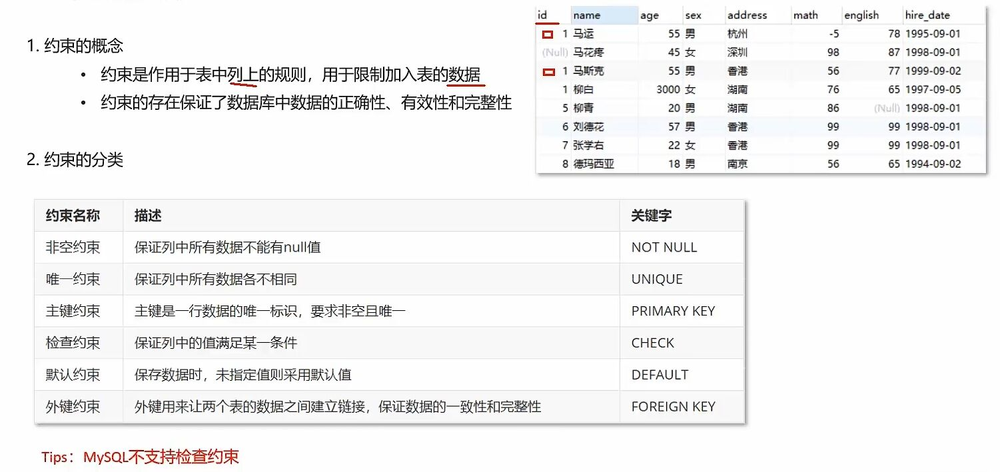 1. 约束的概念
• 约束是作用于表中列上的规则，用于限制加入表的数据
• 约束的存在保证了数据库中数据的正确性、有效性和完整性
id name age sex address math english hire_date
1 马运 55 男 杭州 -5 78 1995-09-01
(Null) 马花疼 45 女 深圳 98 87 1998-09-01
1 马斯克 55 男 香港 56 77 1999-09-02
1 柳白 3000 女 湖南 76 65 1997-09-05
5 柳青 20 男 湖南 86 (Null) 1998-09-01
6 刘德花 57 男 香港 99 99 1998-09-01
7 张学右 22 女 香港 99 99 1998-09-01
8 德玛西亚 18 男 南京 56 65 1994-09-02
2. 约束的分类
约束名称 描述 关键字
非空约束 保证列中所有数据不能有null值 NOT NULL
唯一约束 保证列中所有数据各不相同 UNIQUE
主键约束 主键是一行数据的唯一标识，要求非空且唯一 PRIMARY KEY
检查约束 保证列中的值满足某一条件 CHECK
默认约束 保存数据时，未指定值则采用默认值 DEFAULT
外键约束 外键用来让两个表的数据之间建立链接，保证数据的一致性和完整性 FOREIGN KEY
Tips：MySQL不支持检查约束